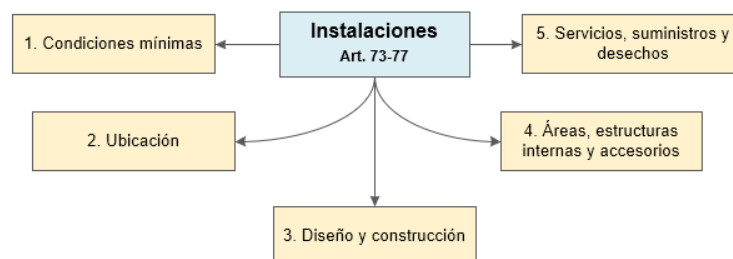 Instalaciones
Art. 73-77
1. Condiciones mínimas
2. Ubicación
3. Diseño y construcción
4. Áreas, estructuras
internas y accesorios
5. Servicios, suministros y
desechos